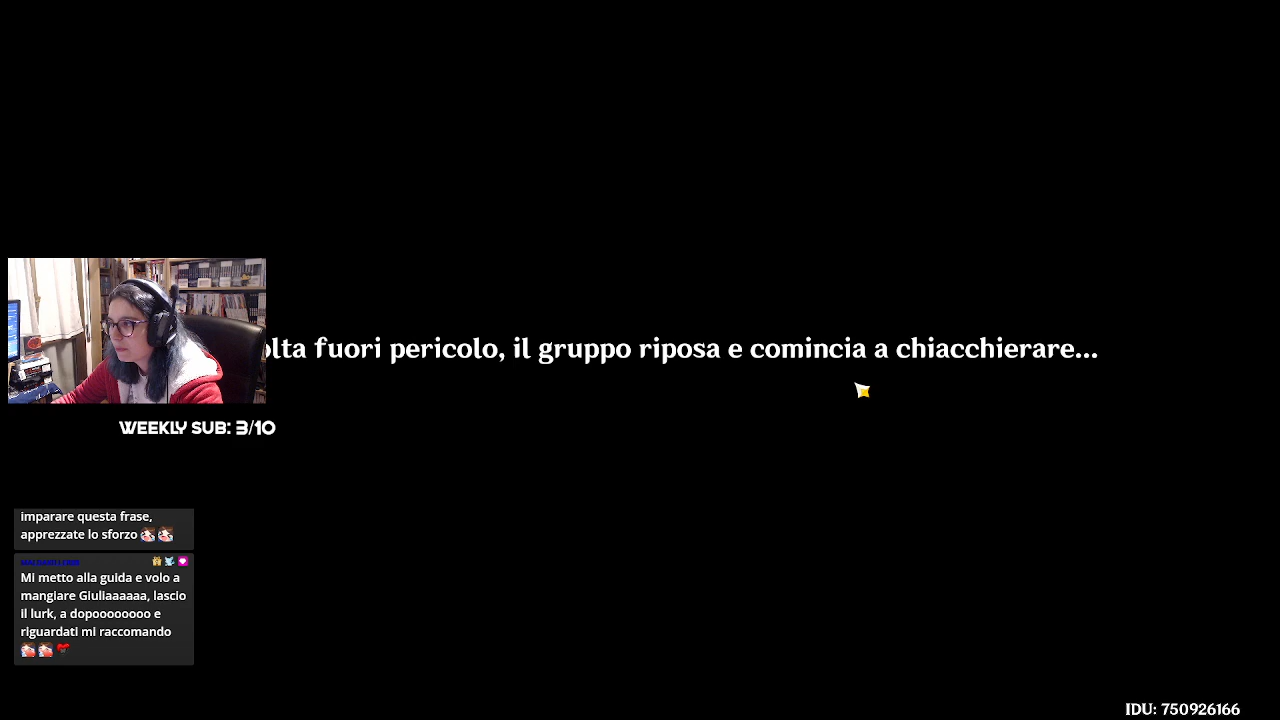 olta fuori pericolo, il gruppo riposa e comincia a chiacchierare...
WEEKLY SUB: 3/10
imparare questa frase,
apprezzate lo sforzo
Mi metto alla guida e volo a
mangiare Giuliaaaaaa, lascio
il lurk, a dopoooooooo e
riguardati mi raccomando
IDU: 750926166